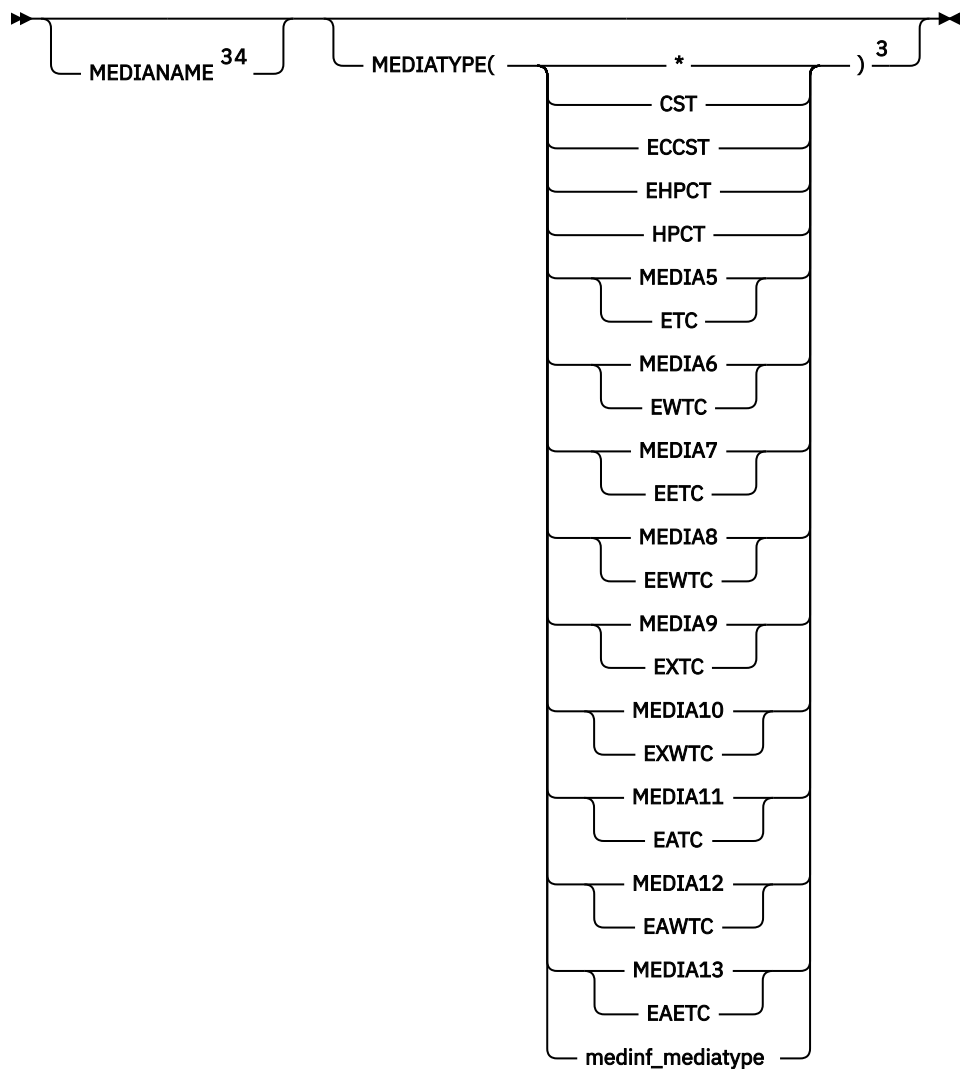 MEDIANAME 34 MEDIATYPE( * ) 3
CST
ECCST
EHPCT
HPCT
MEDIA5
ETC
MEDIA6
EWTC
MEDIA7
EETC
MEDIA8
EEWTC
MEDIA9
EXTC
MEDIA10
EXWTC
MEDIA11
EATC
MEDIA12
EAWTC
MEDIA13
EAETC
medinf_mediatype